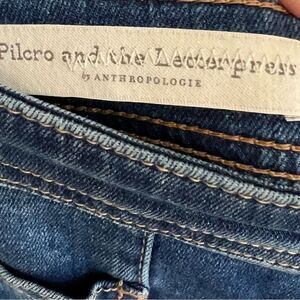 Pilcro and the Letterpress
by ANTHROPOLOGIE